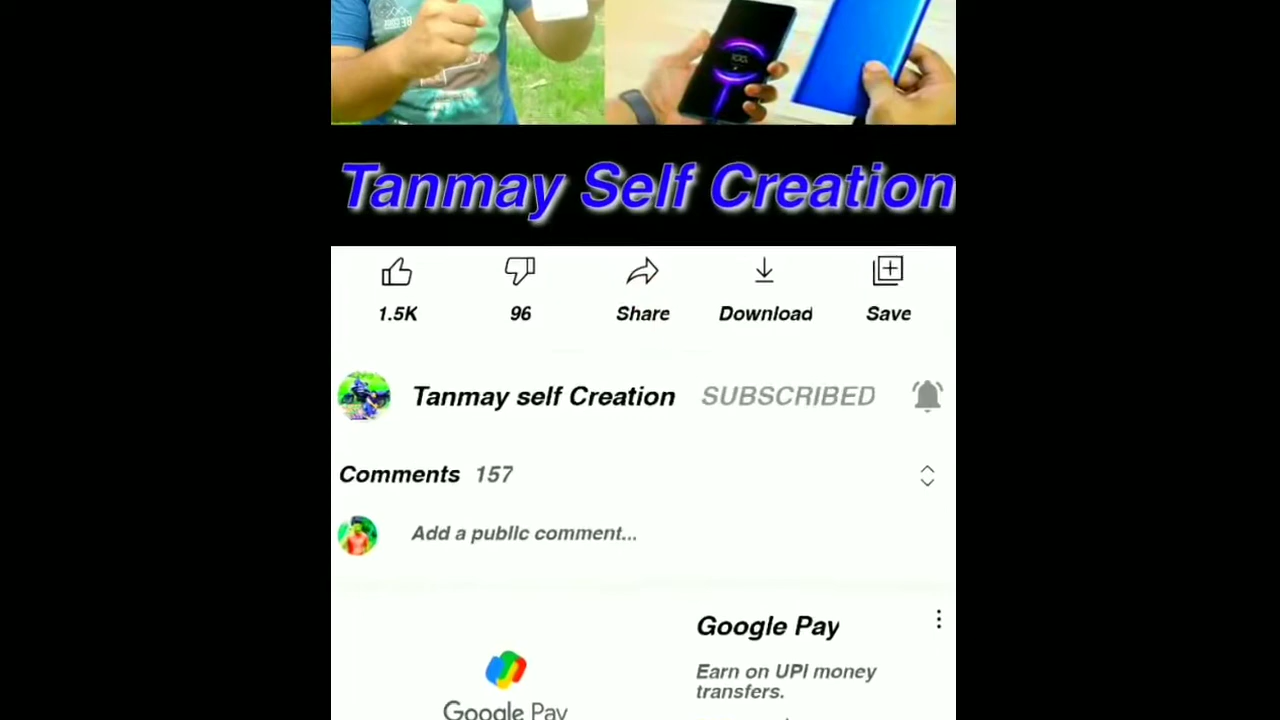 Tanmay Self Creation
1.5K
96
Share
Download
Save
Tanmay self Creation
SUBSCRIBED
Comments 157
Add a public comment...
Google Pay
Earn on UPI money
transfers.
Google Pay